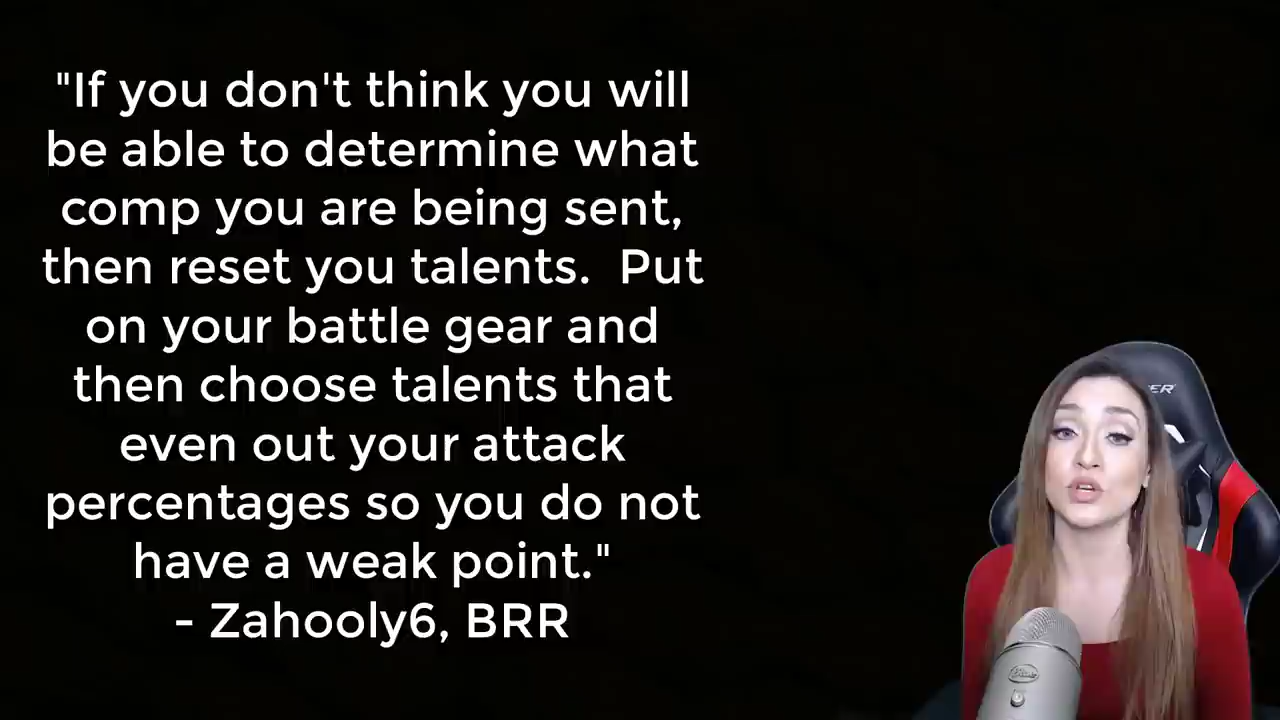 "If you don't think you will
be able to determine what
comp you are being sent,
then reset you talents.  Put
on your battle gear and
then choose talents that
even out your attack
percentages so you do not
have a weak point."
- Zahooly6, BRR